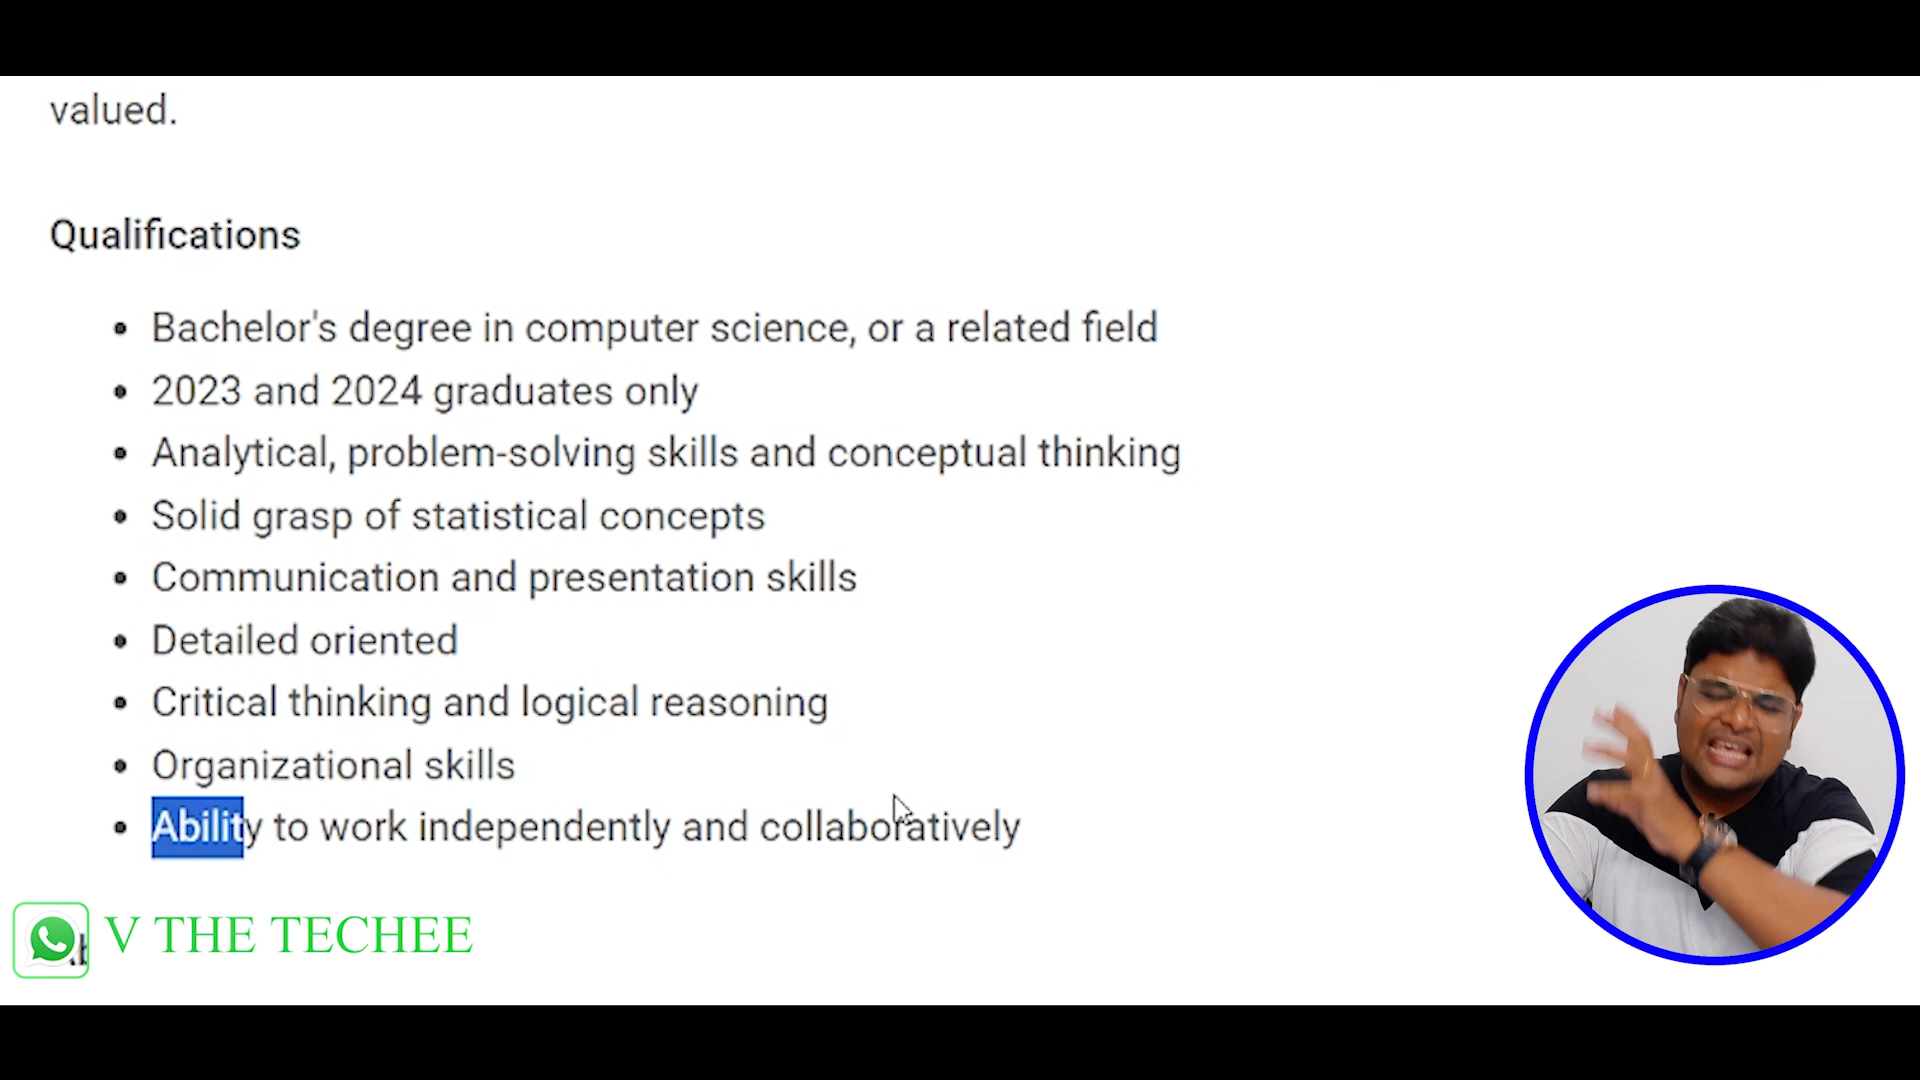 valued.
Qualifications
Bachelor's degree in computer science, or a related field
2023 and 2024 graduates only
Analytical, problem-solving skills and conceptual thinking
Solid grasp of statistical concepts
Communication and presentation skills
Detailed oriented
Critical thinking and logical reasoning
Organizational skills
Ability to work independently and collaboratively
V THE TECHEE